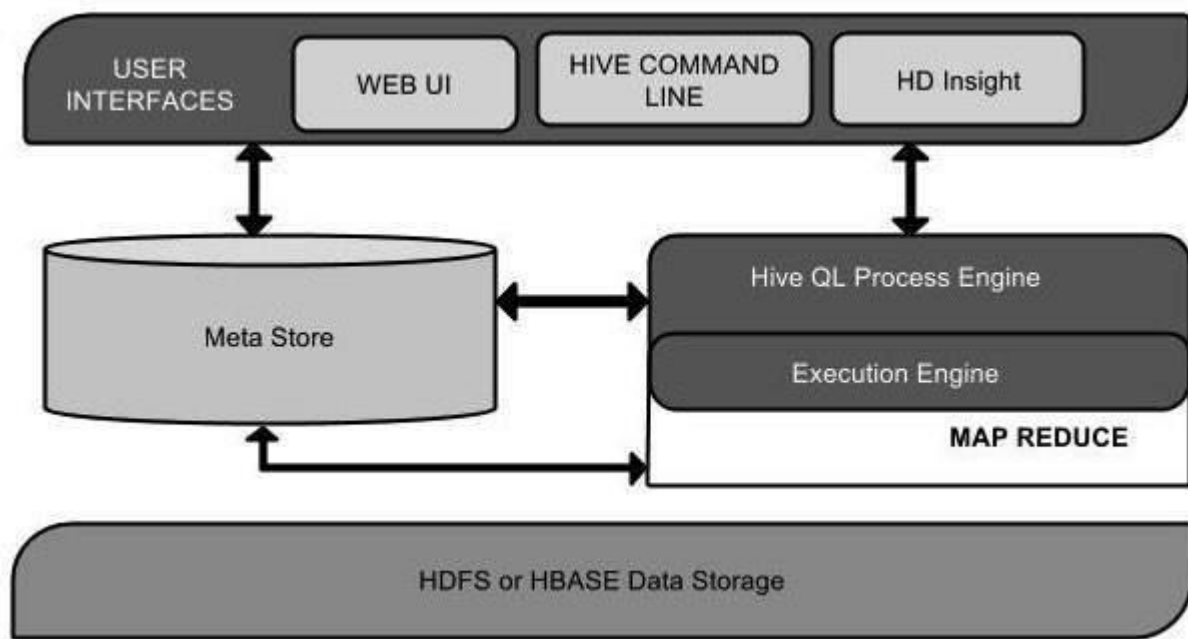 USER
INTERFACES
WEB UI
HIVE COMMAND
LINE
HD Insight
Meta Store
Hive QL Process Engine
Execution Engine
MAP REDUCE
HDFS or HBASE Data Storage